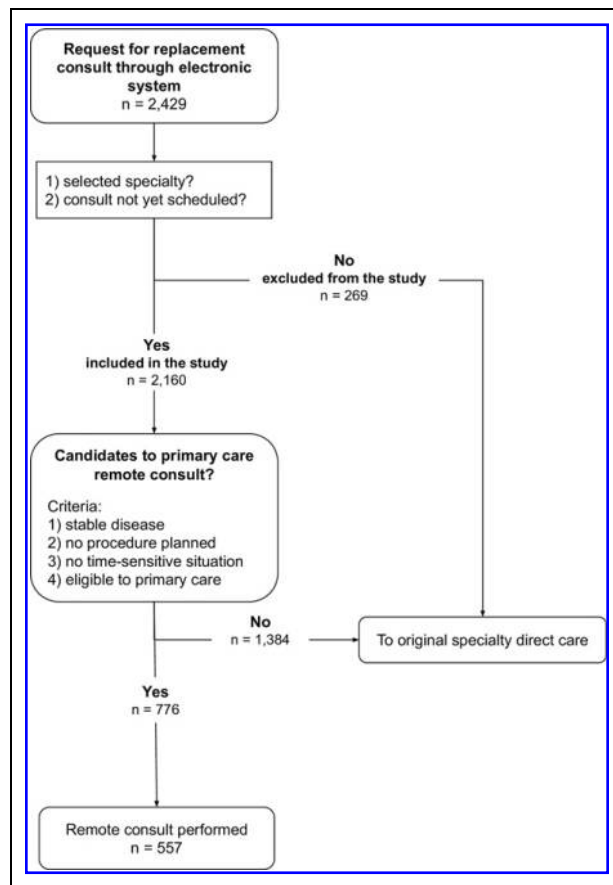 Request for replacement
consult through electronic
system
n = 2,429
1) selected specialty?
2) consult not yet scheduled?
No
excluded from the study
n = 269
Yes
included in the study
n = 2,160
Candidates to primary care
remote consult?
Criteria:
1) stable disease
2) no procedure planned
3) no time-sensitive situation
4) eligible to primary care
No
n = 1,384
To original specialty direct care
Yes
n = 776
Remote consult performed
n = 557